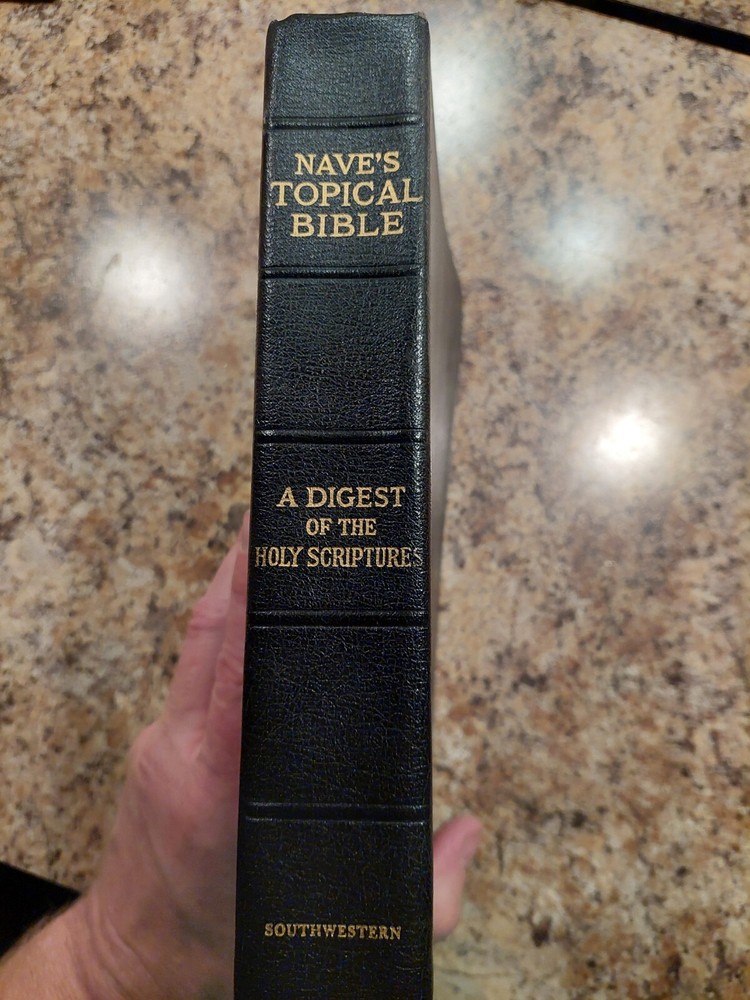 NAVE'S
TOPICAL
BIBLE
A DIGEST
OF THE
HOLY SCRIPTURES
SOUTHWESTERN